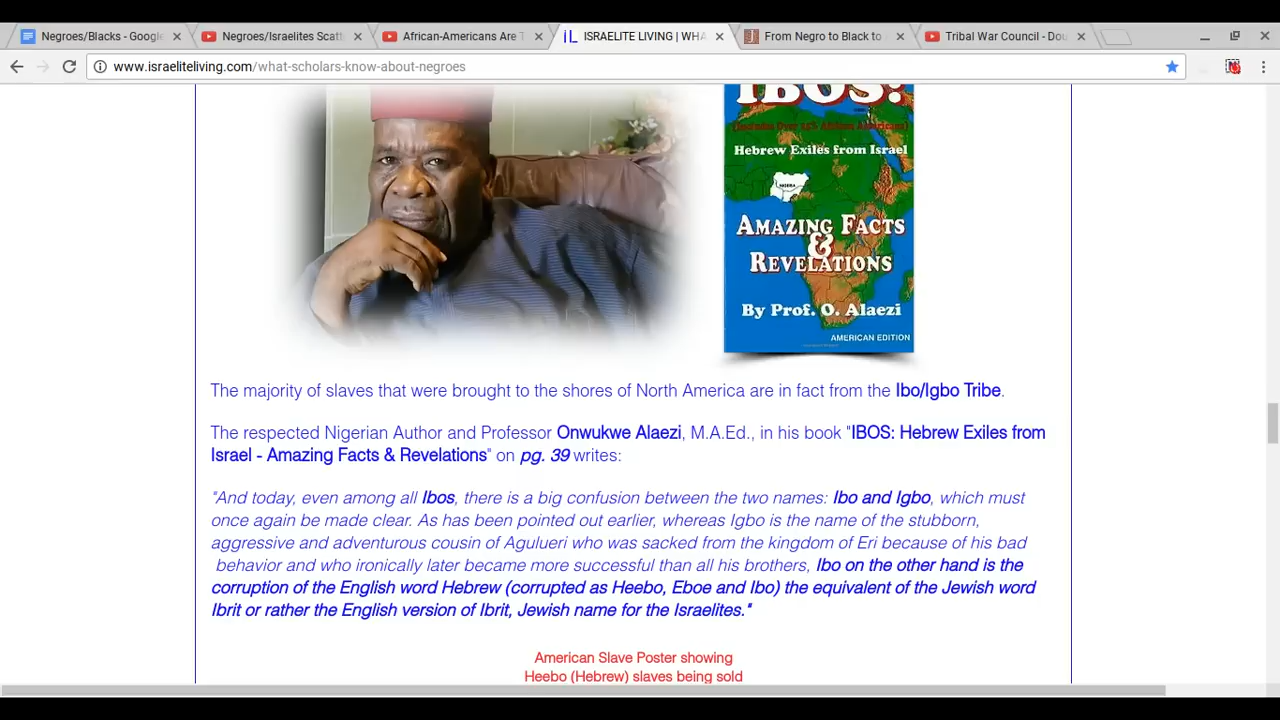 Negroes/Blacks - Google
Negroes/Israelites Scatt
African-Americans Are T
ISRAELITE LIVING | WHA
From Negro to Black to
Tribal War Council - Dou
www.israeliteliving.com/what-scholars-know-about-negroes
IBOS!
(Includes Over 25% African Americans)
Hebrew Exiles from Israel
NIGERIA
AMAZING FACTS
&
REVELATIONS
By Prof. O. Alaezi
AMERICAN EDITION
The majority of slaves that were brought to the shores of North America are in fact from the Ibo/Igbo Tribe.
The respected Nigerian Author and Professor Onwukwe Alaezi, M.A.Ed., in his book "IBOS: Hebrew Exiles from
Israel - Amazing Facts & Revelations" on pg. 39 writes:
"And today, even among all Ibos, there is a big confusion between the two names: Ibo and Igbo, which must
once again be made clear. As has been pointed out earlier, whereas Igbo is the name of the stubborn,
aggressive and adventurous cousin of Agulueri who was sacked from the kingdom of Eri because of his bad
behavior and who ironically later became more successful than all his brothers, Ibo on the other hand is the
corruption of the English word Hebrew (corrupted as Heebo, Eboe and Ibo) the equivalent of the Jewish word
Ibrit or rather the English version of Ibrit, Jewish name for the Israelites."
American Slave Poster showing
Heebo (Hebrew) slaves being sold